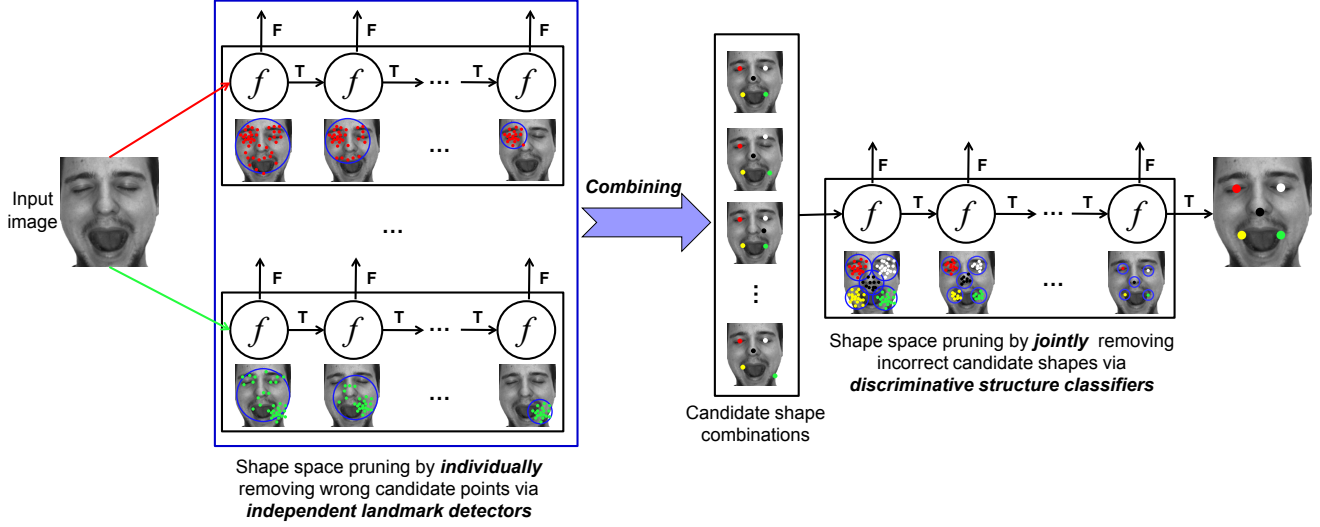 Input
image
F
F
F
f
T
f
T
...
T
f
...
...
F
F
F
f
T
f
T
...
T
f
...
Shape space pruning by individually
removing wrong candidate points via
independent landmark detectors
Combining
...
Candidate shape
combinations
F
F
F
f
T
f
T
...
T
f
T
...
Shape space pruning by jointly removing
incorrect candidate shapes via
discriminative structure classifiers